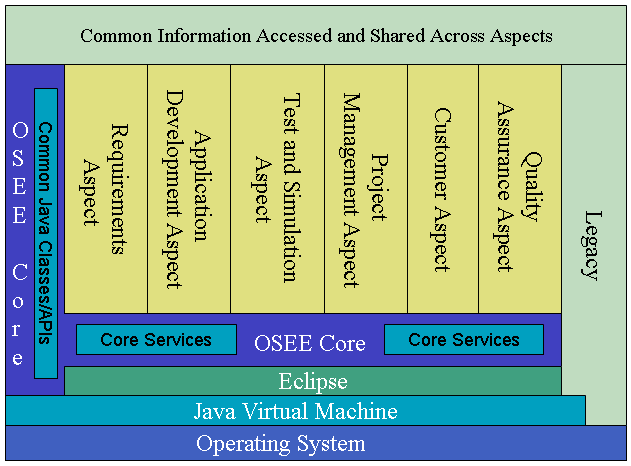 Common Information Accessed and Shared Across Aspects
OSEE Core
Common Java Classes/APIs
Requirements
Aspect
Application
Development Aspect
Test and Simulation
Aspect
Project
Management Aspect
Customer Aspect
Quality
Assurance Aspect
Legacy
Core Services
OSEE Core
Core Services
Eclipse
Java Virtual Machine
Operating System